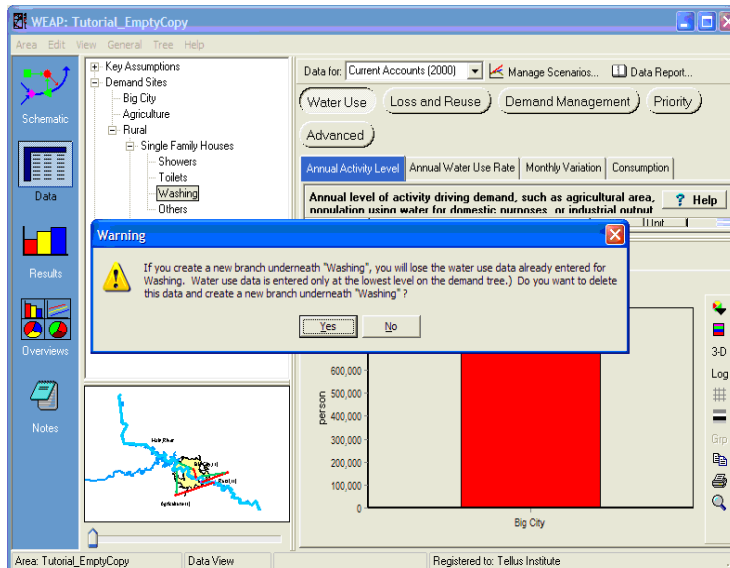 WEAP: Tutorial_EmptyCopy
Area Edit View General Tree Help
Schematic
Data
Results
Overviews
Notes
Key Assumptions
Demand Sites
Big City
Agriculture
Rural
Single Family Houses
Showers
Toilets
Washing
Others
Data for: Current Accounts (2000) Manage Scenarios... Data Report...
Water Use Loss and Reuse Demand Management Priority
Advanced
Annual Activity Level Annual Water Use Rate Monthly Variation Consumption
Annual level of activity driving demand, such as agricultural area,
population using water for domestic purposes, or industrial output
? Help
Unit
Warning
If you create a new branch underneath "Washing", you will lose the water use data already entered for
Washing. Water use data is entered only at the lowest level on the demand tree.) Do you want to delete
this data and create a new branch underneath "Washing" ?
Yes No
600,000
500,000
400,000
300,000
200,000
100,000
0
person
Big City
3-D
Log
Grp
Area: Tutorial_EmptyCopy Data View Registered to: Tellus Institute